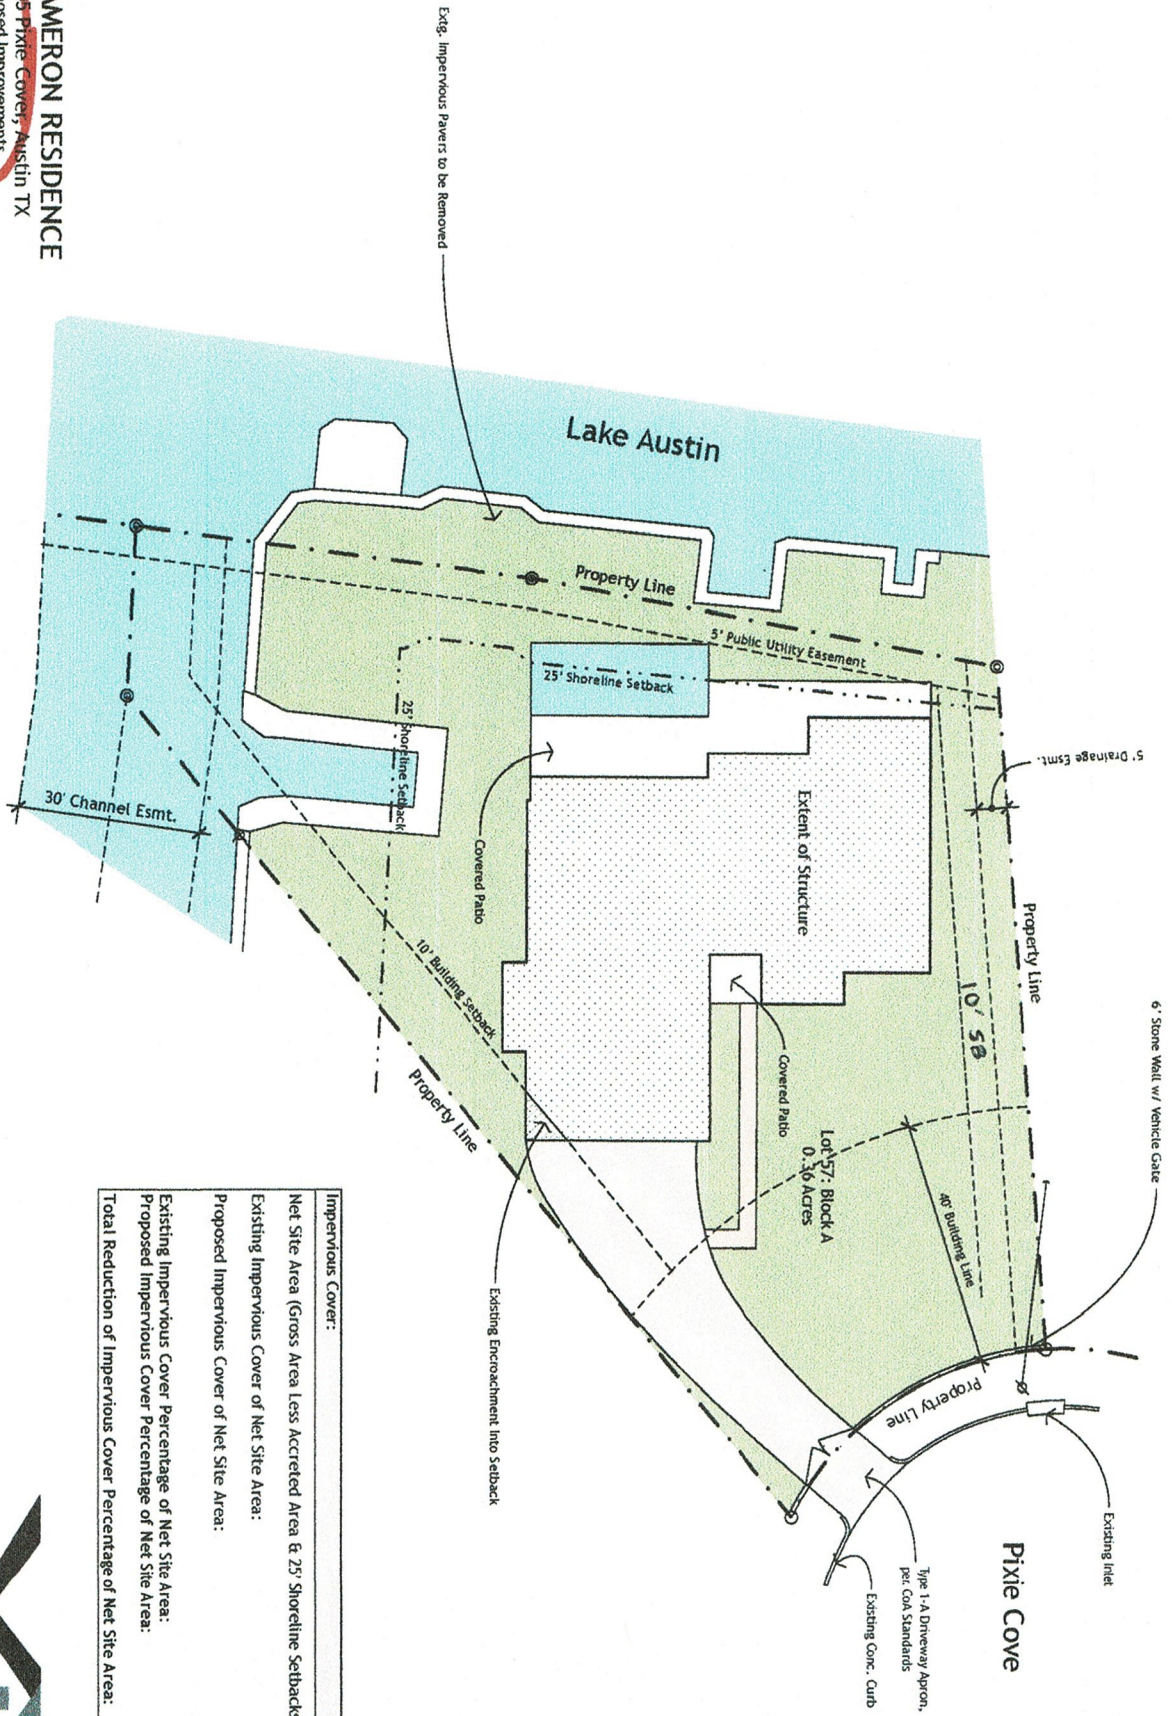 AMERON RESIDENCE
5 Pixie Cover, Austin TX
Extg. Impervious Pavers to be Removed
Lake Austin
Property Line
5' Public Utility Easement
25' Shoreline Setback
25' Shoreline Setback
30' Channel Esmt.
Covered Patio
Extent of Structure
5' Drainage Esmt.
Property Line
10' SB
6' Stone Wall w/ Vehicle Gate
10' Building Setback
Property Line
Covered Patio
Lot 57: Block A
0.36 Acres
40' Building Line
Property Line
Existing Encroachment Into Setback
Existing Inlet
Pixie Cove
Type 1-A Driveway Apron,
per. CoA Standards
Existing Conc. Curb
Impervious Cover:
Net Site Area (Gross Area Less Accreted Area & 25' Shoreline Setbacks
Existing Impervious Cover of Net Site Area:
Proposed Impervious Cover of Net Site Area:
Existing Impervious Cover Percentage of Net Site Area:
Proposed Impervious Cover Percentage of Net Site Area:
Total Reduction of Impervious Cover Percentage of Net Site Area: